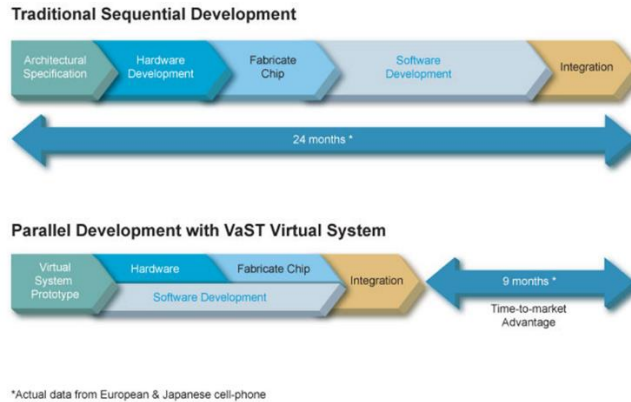 Traditional Sequential Development
Architectural
Specification
Hardware
Development
Fabricate
Chip
Software
Development
Integration
24 months *
Parallel Development with VaST Virtual System
Virtual
System
Prototype
Hardware
Fabricate Chip
Software Development
Integration
9 months *
Time-to-market
Advantage
*Actual data from European & Japanese cell-phone